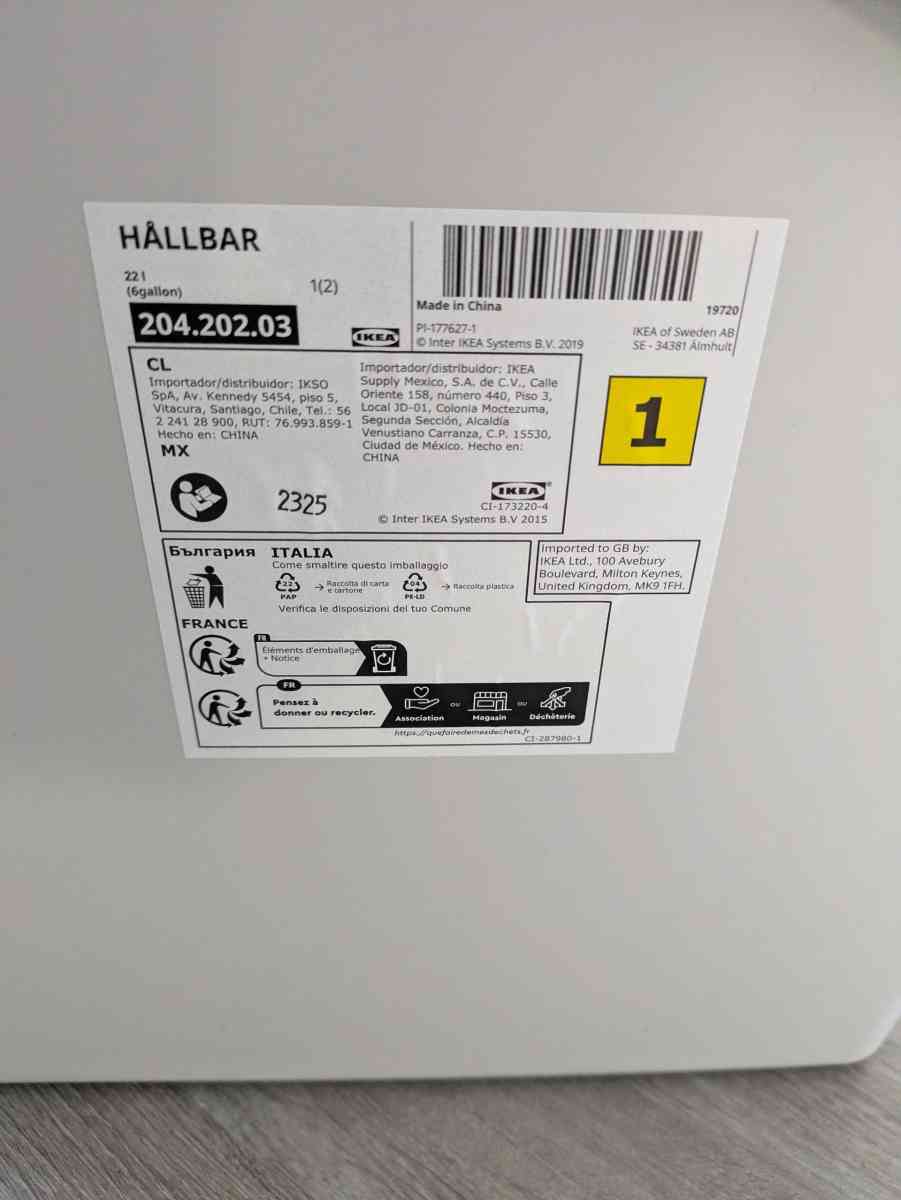 HÅLLBAR
22 l
(6gallon)
1(2)
204.202.03
IKEA
Made in China
19720
PI-177627-1
© Inter IKEA Systems B.V. 2019
IKEA of Sweden AB
SE - 34381 Älmhult
1
CL
Importador/distribuidor: IKSO
SpA, Av. Kennedy 5454, piso 5,
Vitacura, Santiago, Chile, Tel.: 56
2 241 28 900, RUT: 76.993.859-1
Hecho en: CHINA
MX
Importador/distribuidor: IKEA
Supply Mexico, S.A. de C.V., Calle
Oriente 158, número 440, Piso 3,
Local JD-01, Colonia Moctezuma,
Segunda Sección, Alcaldía
Venustiano Carranza, C.P. 15530,
Ciudad de México. Hecho en:
CHINA
2325
IKEA®
CI-173220-4
© Inter IKEA Systems B.V 2015
България
ITALIA
Come smaltire questo imballaggio
22
PAP
→ Raccolta di carta
e cartone
04
PE-LD
→ Raccolta plastica
Verifica le disposizioni del tuo Comune
Imported to GB by:
IKEA Ltd., 100 Avebury
Boulevard, Milton Keynes,
United Kingdom, MK9 1FH.
FRANCE
FR
Éléments d'emballage
+ Notice
FR
Pensez à
donner ou recycler.
Association
OU
Magasin
OU
Déchèterie
https://quefairedemesdechets.fr
CI-287980-1